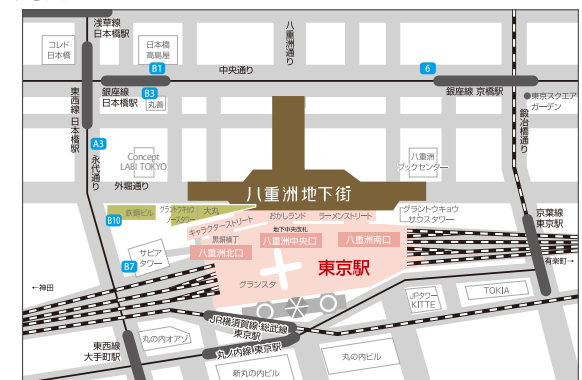 浅草線
日本橋駅
コレド
日本橋
日本橋
高島屋
八重洲通り
B1
中央通り
6
銀座線
日本橋駅
B3
丸善
銀座線 京橋駅
東京スクエア
ガーデン
東西線 日本橋駅
鍛冶橋通り
A3
永代通り
Concept
LABI TOKYO
八重洲
ブックセンター
外堀通り
八重洲地下街
鉄鋼ビル
グラントウキョウ
ノースタワー
大丸
B10
キャラクターストリート
おかしランド
ラーメンストリート
グラントウキョウ
サウスタワー
京葉線
東京駅
黒塀横丁
地下中央改札
八重洲北口
八重洲中央口
八重洲南口
サピア
タワー
B7
東京駅
有楽町→
←神田
グランスタ
JPタワー
KITTE
TOKIA
JR横須賀線・総武線
東京駅
東西線
大手町駅
丸の内オアゾ
丸ノ内線 東京駅
丸の内ビル
新丸の内ビル